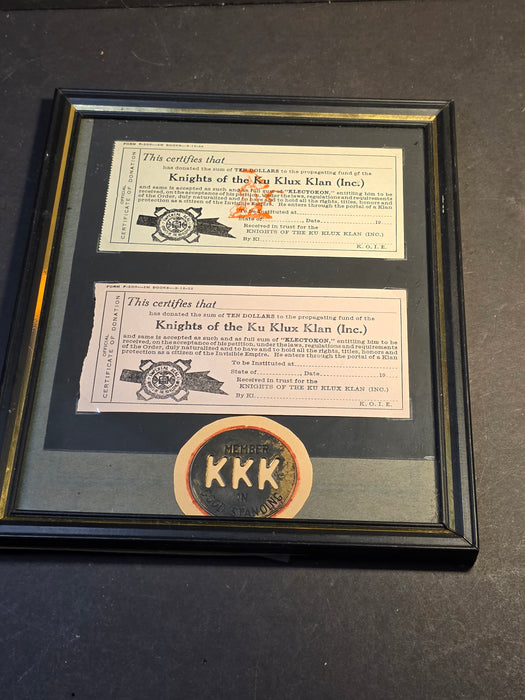 FORM P-200—5M BOOKS—2-13-22
OFFICIAL
CERTIFICATE OF DONATION
This certifies that
has donated the sum of TEN DOLLARS to the propagating fund of the
Knights of the Ku Klux Klan (Inc.)
and same is accepted as such and as full sum of "KLECTOKON," entitling him to be
received, on the acceptance of his petition, under the laws, regulations and requirements
of the Order, duly naturalized and to have and to hold all the rights, titles, honors and
protection as a citizen of the Invisible Empire. He enters through the portal of a Klan
Instituted at
State, Date 19
Received in trust for the
KNIGHTS OF THE KU KLUX KLAN (INC.)
By Kl.
K. O. I. E.
OFFICIAL
CERTIFICATE OF DONATION
This certifies that
has donated the sum of TEN DOLLARS to the propagating fund of the
Knights of the Ku Klux Klan (Inc.)
and same is accepted as such and as full sum of "KLECTOKON," entitling him to be
received, on the acceptance of his petition, under the laws, regulations and requirements
of the Order, duly naturalized and to have and to hold all the rights, titles, honors and
protection as a citizen of the Invisible Empire. He enters through the portal of a Klan
To be Instituted at
State of Date 19
Received in trust for the
KNIGHTS OF THE KU KLUX KLAN (INC.)
By Kl.
K. O. I. E.
MEMBER
KKK
IN
GOOD STANDING